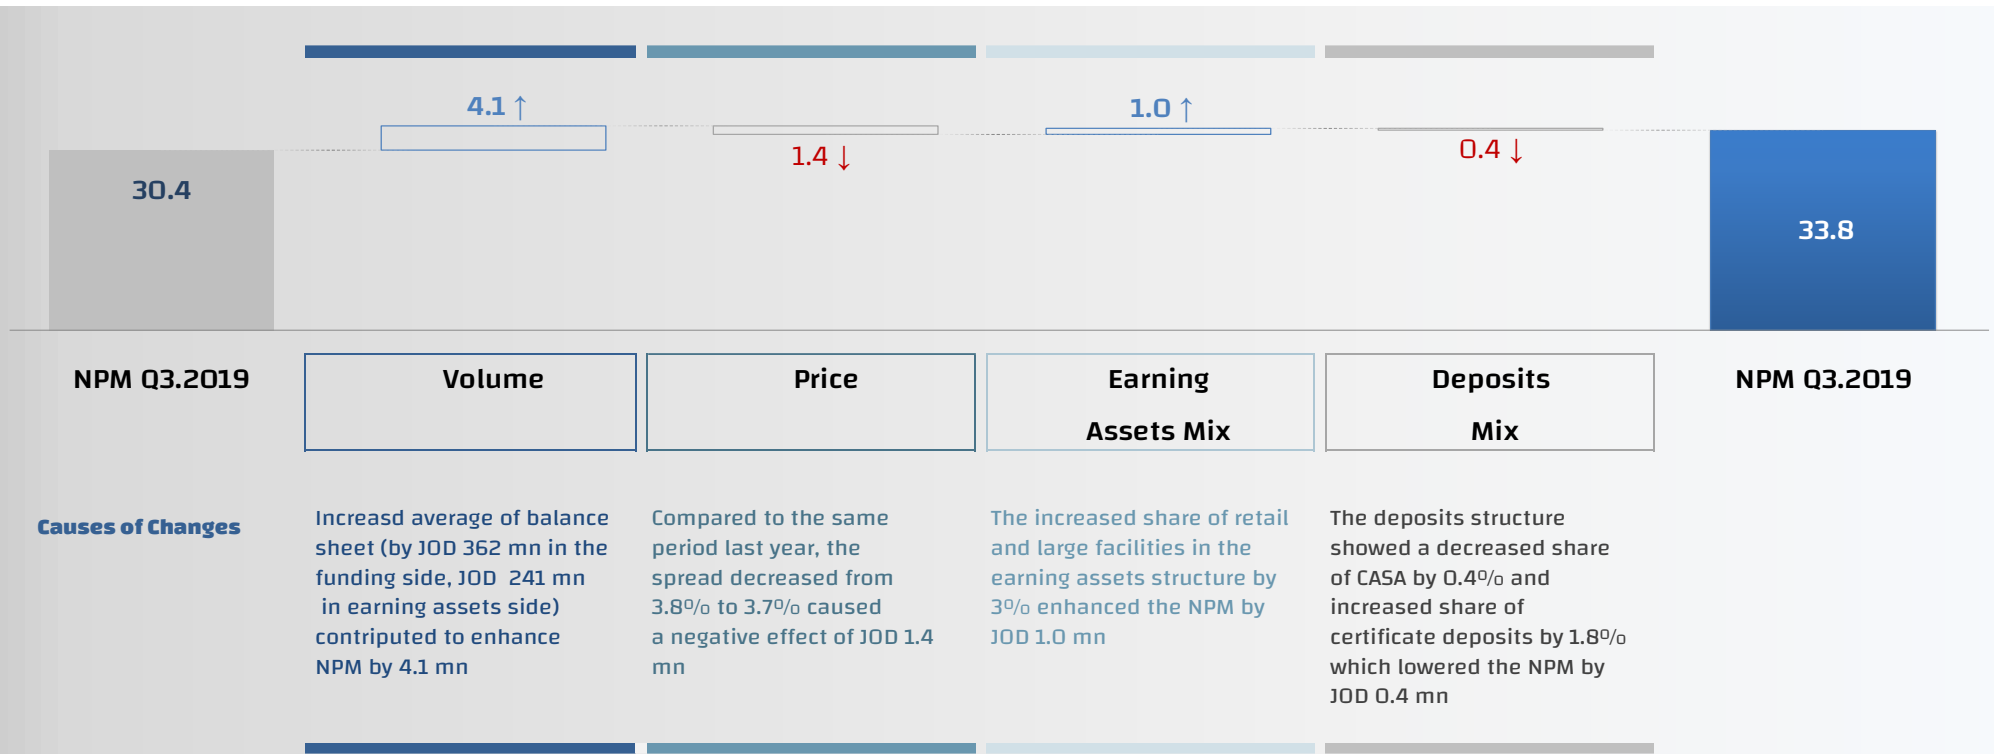 4.1 ↑
1.4 ↓
1.0 ↑
0.4 ↓
30.4
33.8
NPM Q3.2019
Volume
Price
Earning
Assets Mix
Deposits
Mix
NPM Q3.2019
Causes of Changes
Increasd average of balance
sheet (by JOD 362 mn in the
funding side, JOD 241 mn
in earning assets side)
contriputed to enhance
NPM by 4.1 mn
Compared to the same
period last year, the
spread decreased from
3.8% to 3.7% caused
a negative effect of JOD 1.4
mn
The increased share of retail
and large facilities in the
earning assets structure by
3% enhanced the NPM by
JOD 1.0 mn
The deposits structure
showed a decreased share
of CASA by 0.4% and
increased share of
certificate deposits by 1.8%
which lowered the NPM by
JOD 0.4 mn